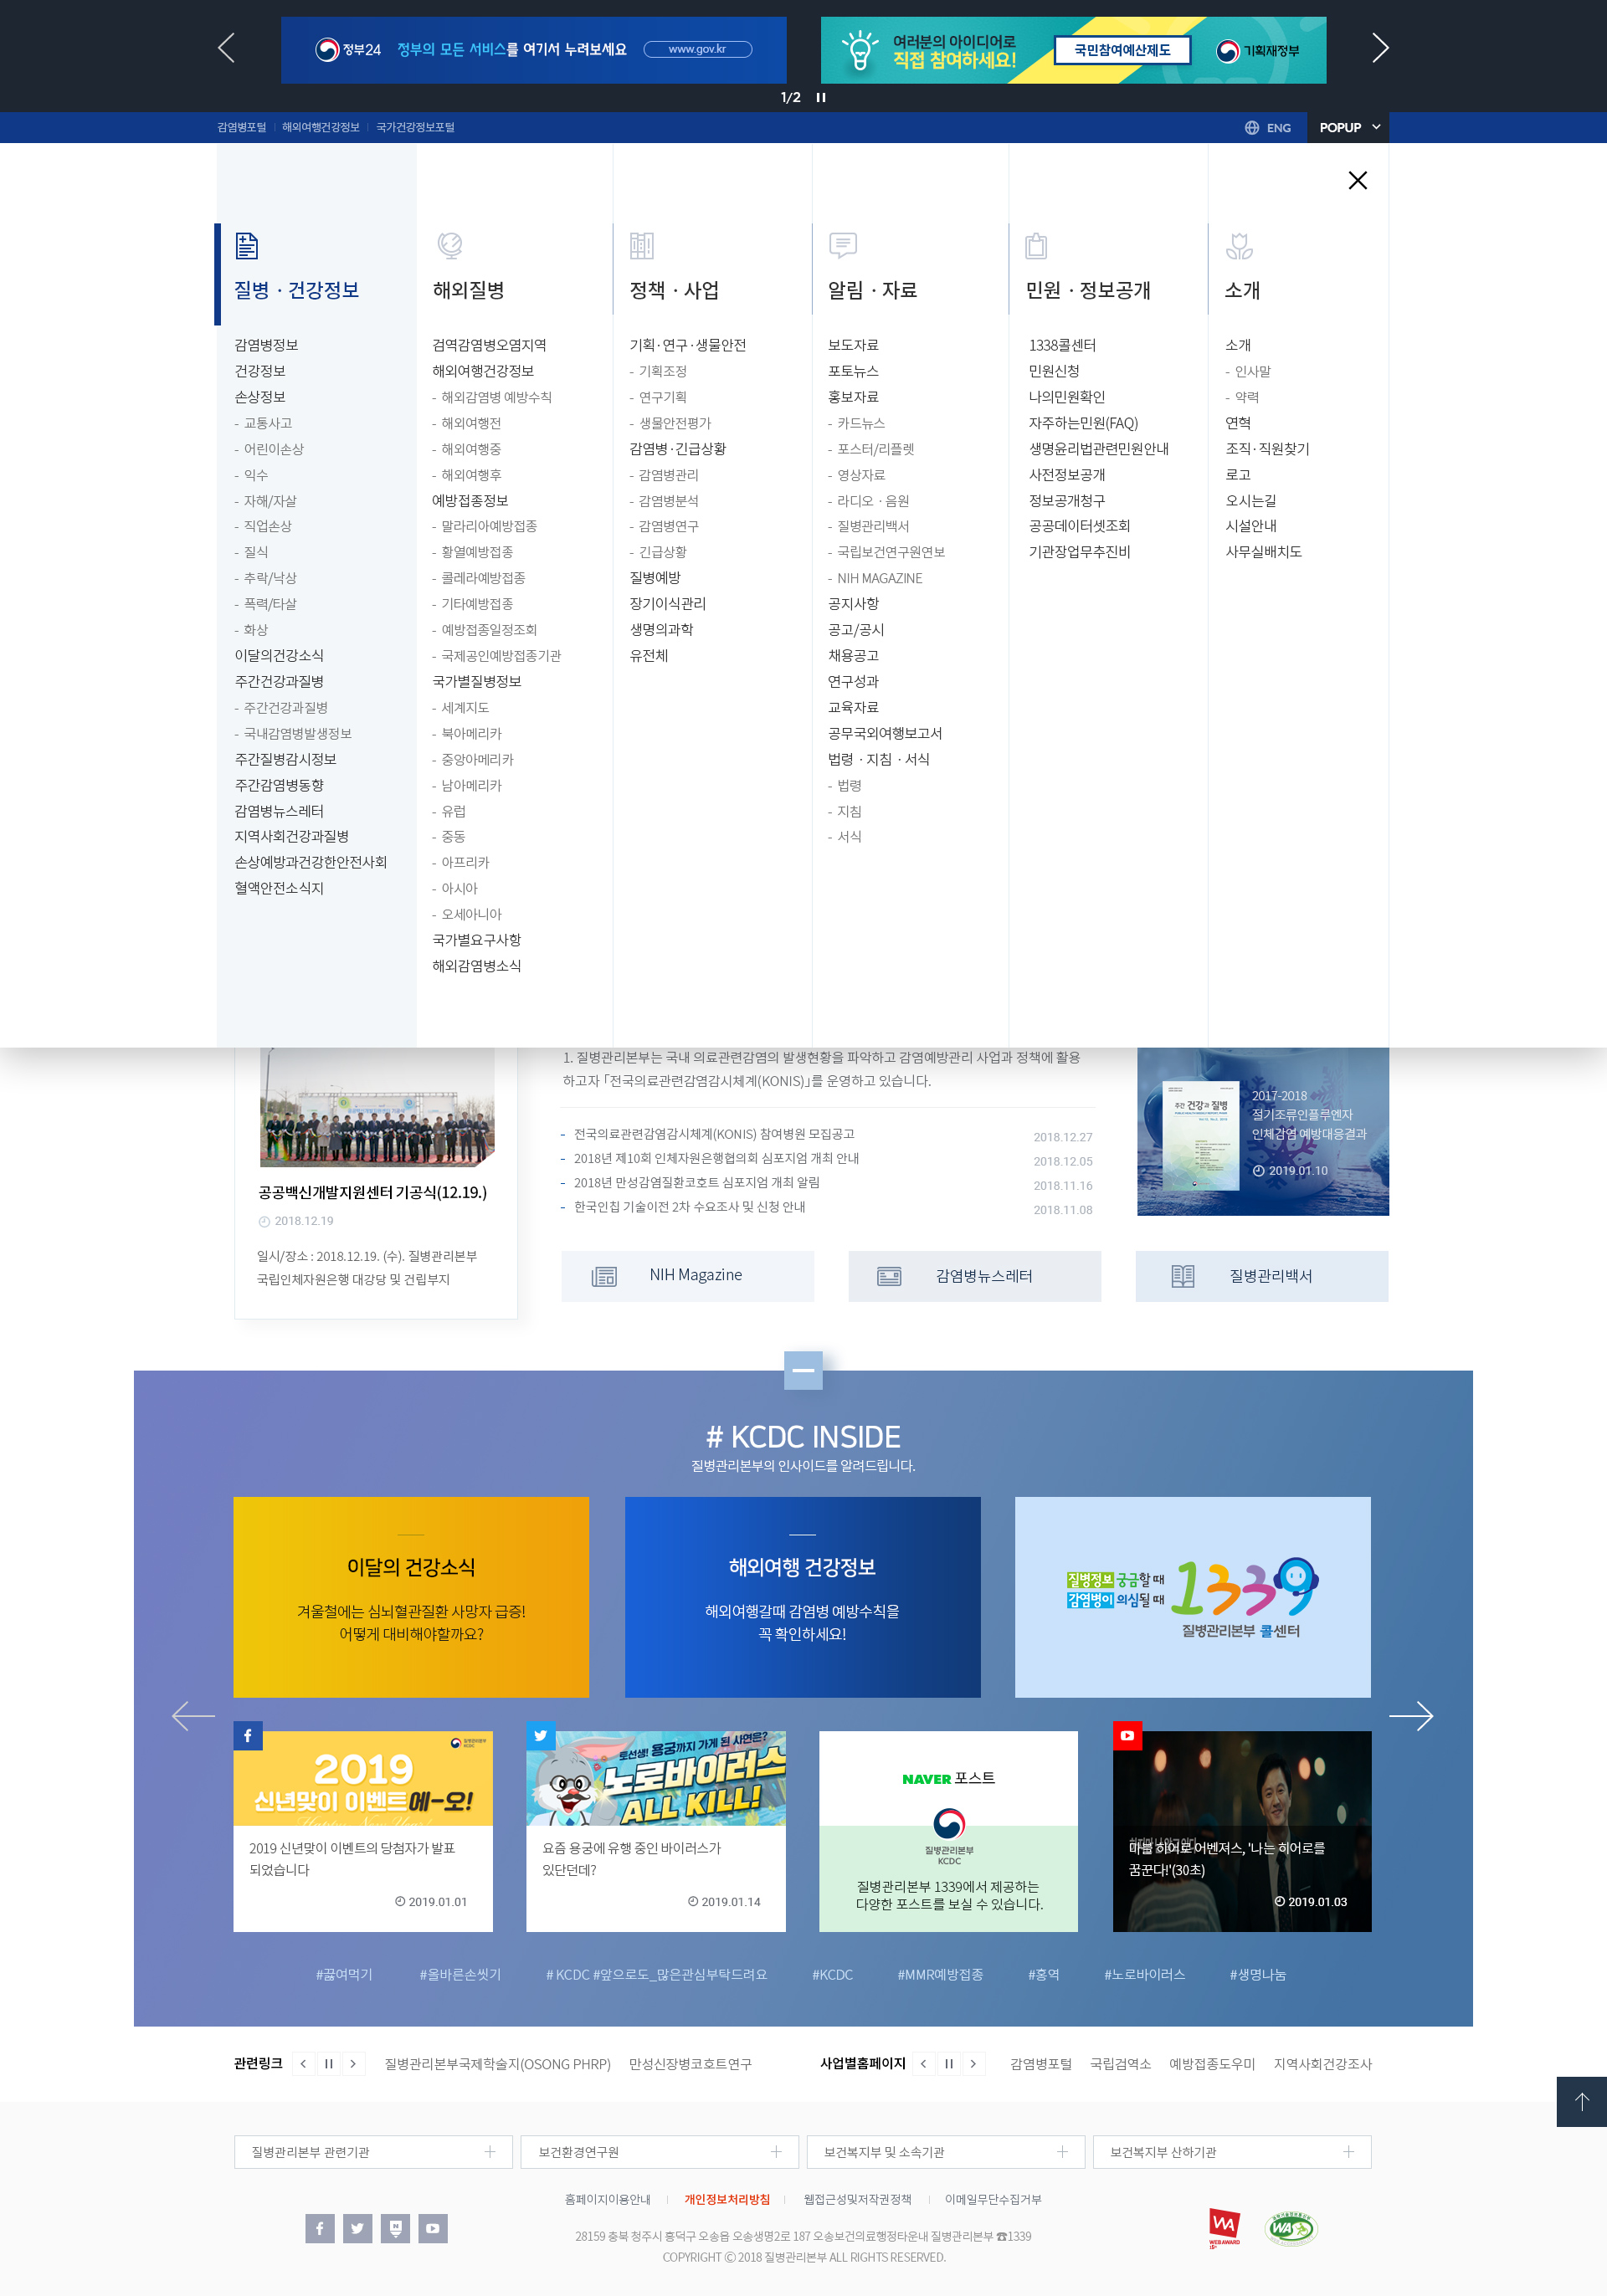 정부24 정부의 모든 서비스를 여기서 누려보세요 www.gov.kr
여러분의 아이디어로
직접 참여하세요!
국민참여예산제도
기획재정부
1/2
감염병포털 해외여행건강정보 국가건강정보포털
ENG POPUP
질병ㆍ건강정보
감염병정보
건강정보
손상정보
- 교통사고
- 어린이손상
- 익수
- 자해/자살
- 직업손상
- 질식
- 추락/낙상
- 폭력/타살
- 화상
이달의건강소식
주간건강과질병
- 주간건강과질병
- 국내감염병발생정보
주간질병감시정보
주간감염병동향
감염병뉴스레터
지역사회건강과질병
손상예방과건강한안전사회
혈액안전소식지
해외질병
검역감염병오염지역
해외여행건강정보
- 해외감염병 예방수칙
- 해외여행전
- 해외여행중
- 해외여행후
예방접종정보
- 말라리아예방접종
- 황열예방접종
- 콜레라예방접종
- 기타예방접종
- 예방접종일정조회
- 국제공인예방접종기관
국가별질병정보
- 세계지도
- 북아메리카
- 중앙아메리카
- 남아메리카
- 유럽
- 중동
- 아프리카
- 아시아
- 오세아니아
국가별요구사항
해외감염병소식
정책ㆍ사업
기획·연구·생물안전
- 기획조정
- 연구기획
- 생물안전평가
감염병·긴급상황
- 감염병관리
- 감염병분석
- 감염병연구
- 긴급상황
질병예방
장기이식관리
생명의과학
유전체
알림ㆍ자료
보도자료
포토뉴스
홍보자료
- 카드뉴스
- 포스터/리플렛
- 영상자료
- 라디오ㆍ음원
- 질병관리백서
- 국립보건연구원연보
- NIH MAGAZINE
공지사항
공고/공시
채용공고
연구성과
교육자료
공무국외여행보고서
법령ㆍ지침ㆍ서식
- 법령
- 지침
- 서식
민원ㆍ정보공개
1338콜센터
민원신청
나의민원확인
자주하는민원(FAQ)
생명윤리법관련민원안내
사전정보공개
정보공개청구
공공데이터셋조회
기관장업무추진비
소개
소개
- 인사말
- 약력
연혁
조직·직원찾기
로고
오시는길
시설안내
사무실배치도
공공백신개발지원센터 기공식(12.19.)
2018.12.19
일시/장소 : 2018.12.19. (수). 질병관리본부
국립인체자원은행 대강당 및 건립부지
1. 질병관리본부는 국내 의료관련감염의 발생현황을 파악하고 감염예방관리 사업과 정책에 활용
하고자 「전국의료관련감염감시체계(KONIS)」를 운영하고 있습니다.
- 전국의료관련감염감시체계(KONIS) 참여병원 모집공고 2018.12.27
- 2018년 제10회 인체자원은행협의회 심포지엄 개최 안내 2018.12.05
- 2018년 만성감염질환코호트 심포지엄 개최 알림 2018.11.16
- 한국인칩 기술이전 2차 수요조사 및 신청 안내 2018.11.08
주간 건강과 질병
2017-2018
절기조류인플루엔자
인체감염 예방대응결과
2019.01.10
NIH Magazine
감염병뉴스레터
질병관리백서
# KCDC INSIDE
질병관리본부의 인사이드를 알려드립니다.
이달의 건강소식
겨울철에는 심뇌혈관질환 사망자 급증!
어떻게 대비해야할까요?
해외여행 건강정보
해외여행갈때 감염병 예방수칙을
꼭 확인하세요!
질병정보 궁금할 때
감염병이 의심될 때
1339
질병관리본부 콜센터
질병관리본부
KCDC
2019
신년맞이 이벤트에-오!
Happy New Year!
2019 신년맞이 이벤트의 당첨자가 발표
되었습니다
2019.01.01
토선생! 용궁까지 가게 된 사연은?
노로바이러스
ALL KILL!
요즘 용궁에 유행 중인 바이러스가
있단던데?
2019.01.14
NAVER 포스트
질병관리본부
KCDC
질병관리본부 1339에서 제공하는
다양한 포스트를 보실 수 있습니다.
마블 히어로 어벤져스, '나는 히어로를
꿈꾼다!'(30초)
2019.01.03
#끓여먹기 #올바른손씻기 # KCDC #앞으로도_많은관심부탁드려요 #KCDC #MMR예방접종 #홍역 #노로바이러스 #생명나눔
관련링크 질병관리본부국제학술지(OSONG PHRP) 만성신장병코호트연구
사업별홈페이지 감염병포털 국립검역소 예방접종도우미 지역사회건강조사
질병관리본부 관련기관
보건환경연구원
보건복지부 및 소속기관
보건복지부 산하기관
홈페이지이용안내 개인정보처리방침 웹접근성및저작권정책 이메일무단수집거부
28159 충북 청주시 흥덕구 오송읍 오송생명2로 187 오송보건의료행정타운내 질병관리본부 ☎1339
COPYRIGHT ⓒ 2018 질병관리본부 ALL RIGHTS RESERVED.
WEB AWARD
WA